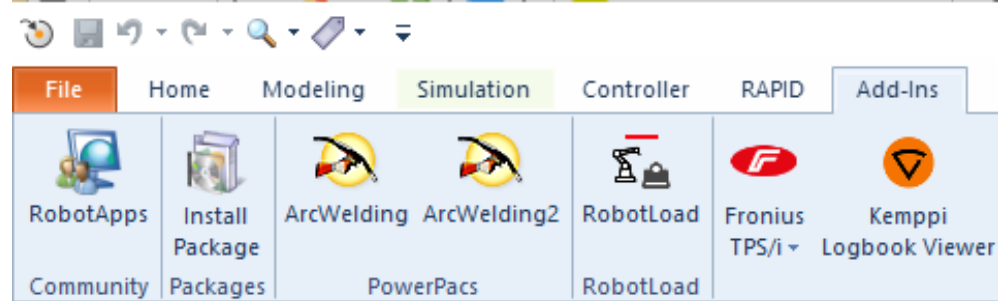 File Home Modeling Simulation Controller RAPID Add-Ins
RobotApps Install Package ArcWelding ArcWelding2 RobotLoad Fronius TPS/i Kemppi Logbook Viewer
Community Packages PowerPacs RobotLoad